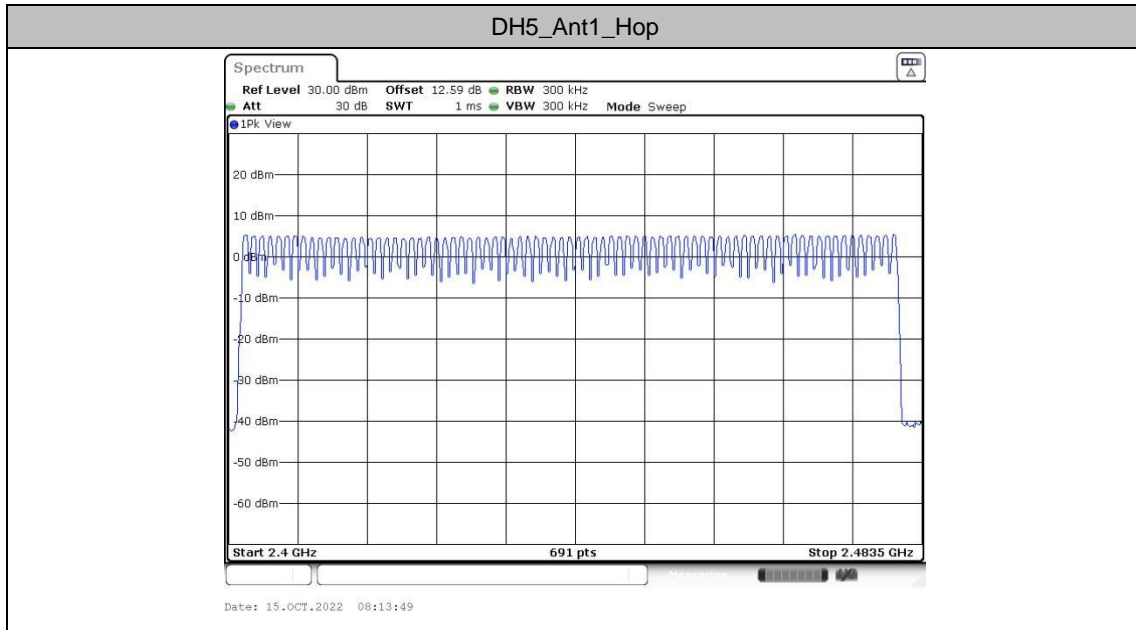 DH5_Ant1_Hop
Spectrum
Ref Level 30.00 dBm Offset 12.59 dB RBW 300 kHz
Att 30 dB SWT 1 ms VBW 300 kHz Mode Sweep
1Pk View
20 dBm
10 dBm
0 dBm
-10 dBm
-20 dBm
-30 dBm
-40 dBm
-50 dBm
-60 dBm
Start 2.4 GHz 691 pts Stop 2.4835 GHz
Date: 15.OCT.2022 08:13:49